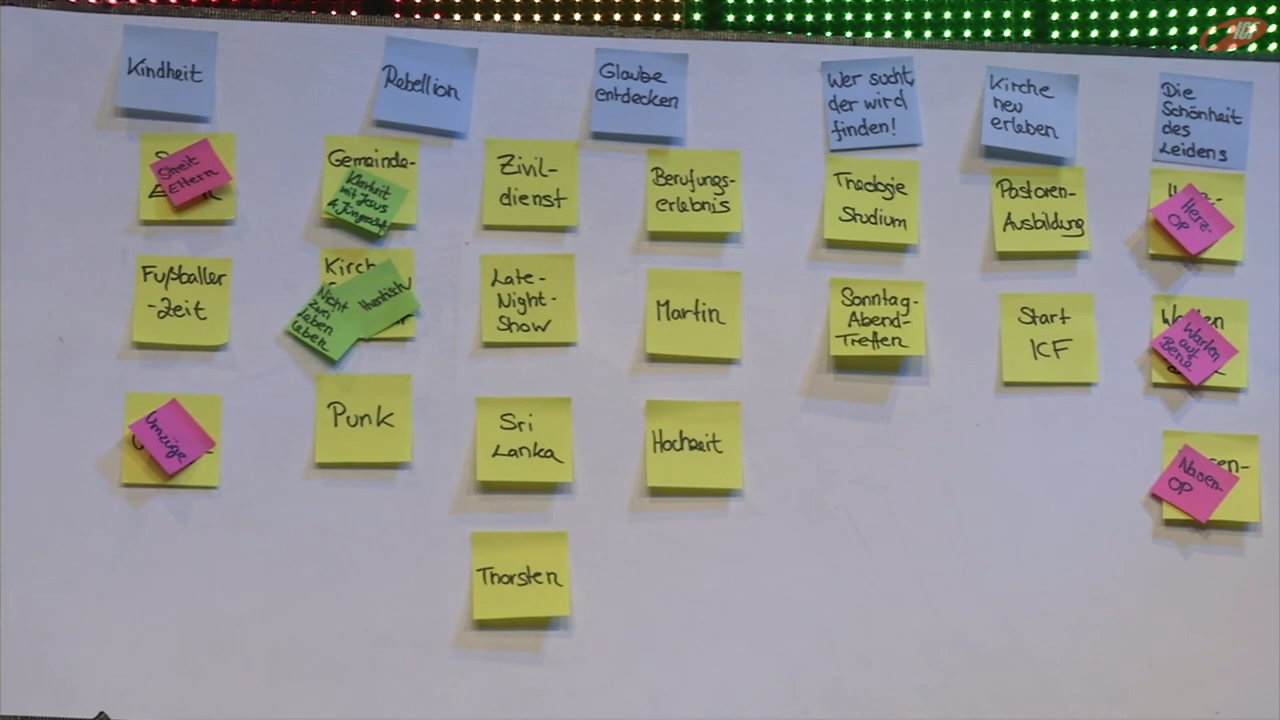 ICF
Kindheit
Streit
Eltern
Fußballer
-Zeit
Umzüge
Rebellion
Gemeinde-
Klarheit
mit Jesus
Kirch
Nicht
zwei
Leben
leben
Punk
Glaube
entdecken
Zivil-
dienst
Late-
Night-
Show
Sri
Lanka
Thorsten
Berufungs-
erlebnis
Martin
Hochzeit
Wer sucht,
der wird
finden!
Theologie
Studium
Sonntag-
Abend-
Treffen
Kirche
neu
erleben
Pastoren-
Ausbildung
Start
ICF
Die
Schönheit
des
Leidens
Herz-
OP
Warten
auf
Bene
en-
Nasen-
OP